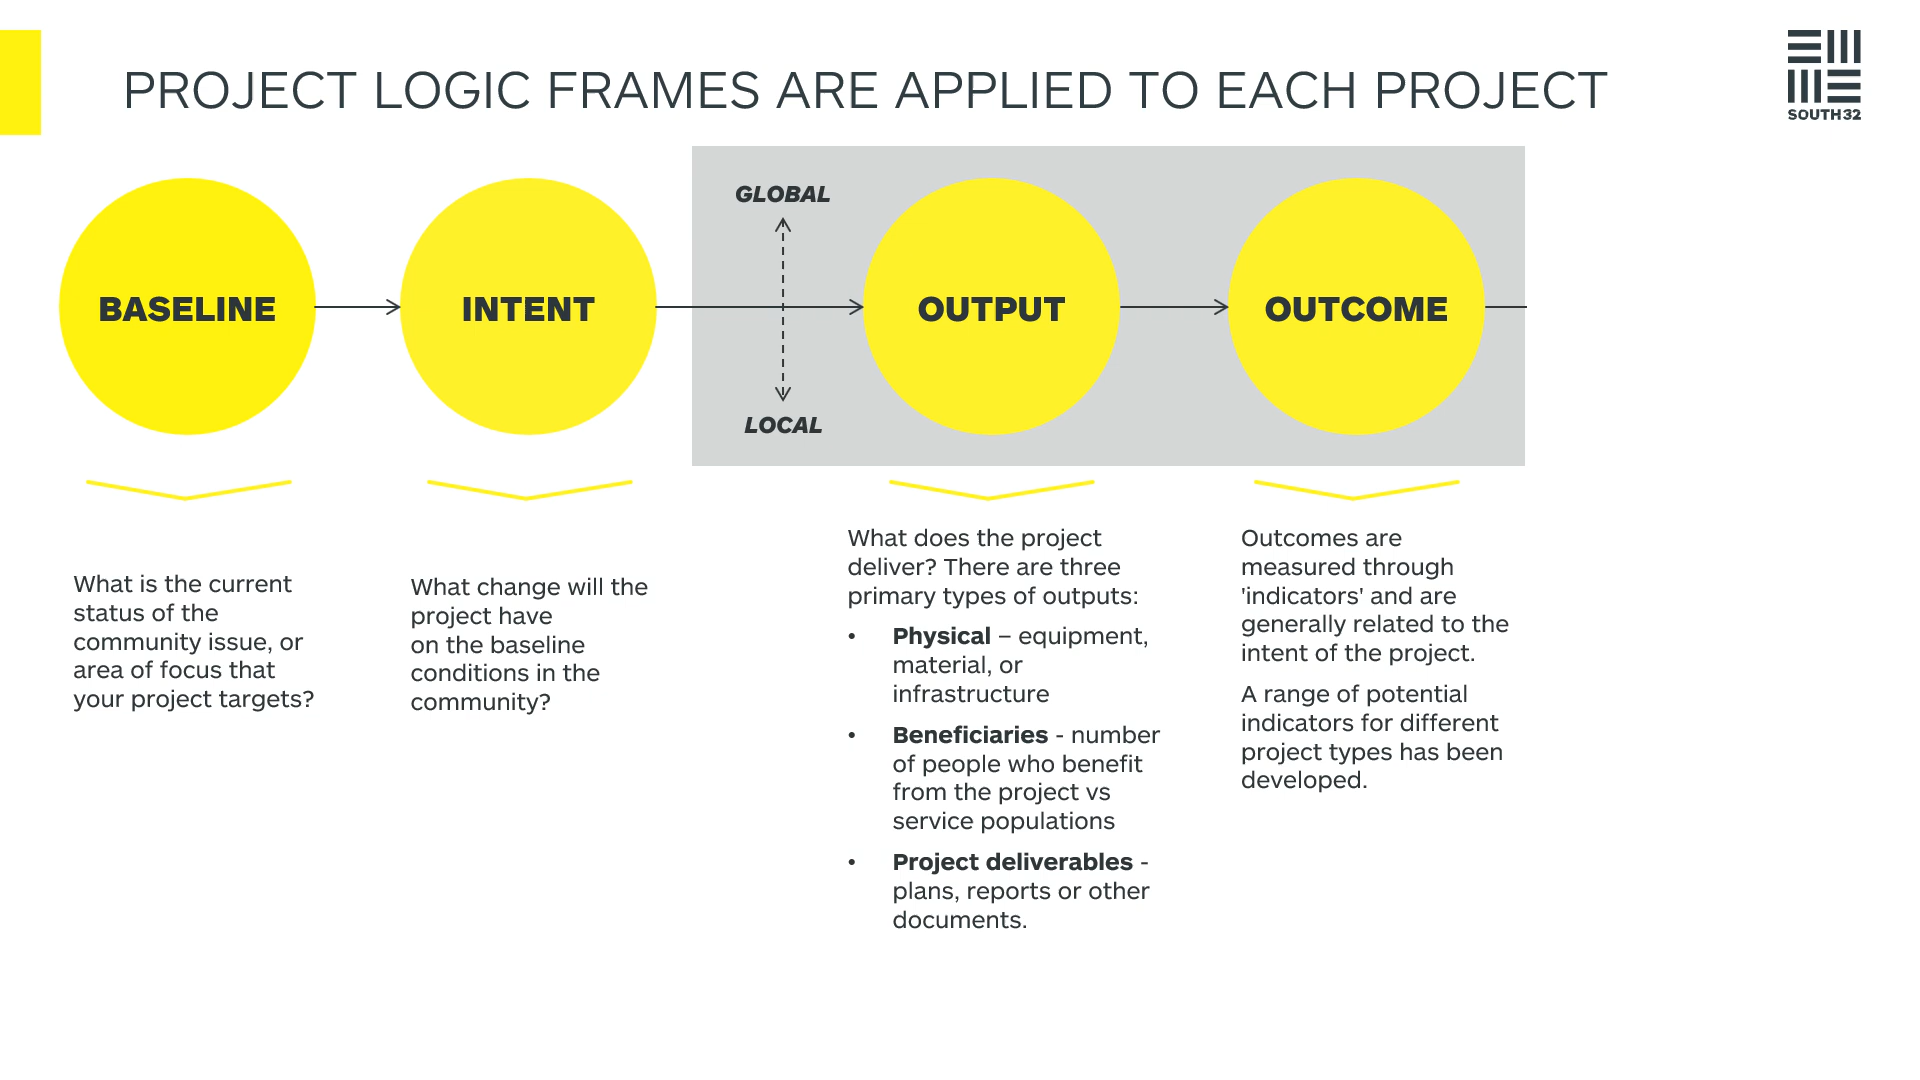 PROJECT LOGIC FRAMES ARE APPLIED TO EACH PROJECT
SOUTH32
GLOBAL
BASELINE
INTENT
OUTPUT
OUTCOME
LOCAL
What is the current
status of the
community issue, or
area of focus that
your project targets?
What change will the
project have
on the baseline
conditions in the
community?
What does the project
deliver? There are three
primary types of outputs:
• Physical – equipment,
material, or
infrastructure
• Beneficiaries - number
of people who benefit
from the project vs
service populations
• Project deliverables -
plans, reports or other
documents.
Outcomes are
measured through
'indicators' and are
generally related to the
intent of the project.
A range of potential
indicators for different
project types has been
developed.